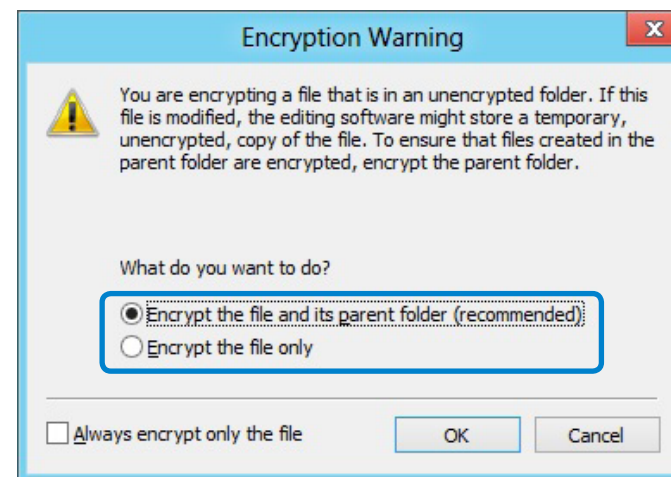 Encryption Warning
You are encrypting a file that is in an unencrypted folder. If this
file is modified, the editing software might store a temporary,
unencrypted, copy of the file. To ensure that files created in the
parent folder are encrypted, encrypt the parent folder.
What do you want to do?
Encrypt the file and its parent folder (recommended)
Encrypt the file only
Always encrypt only the file
OK
Cancel